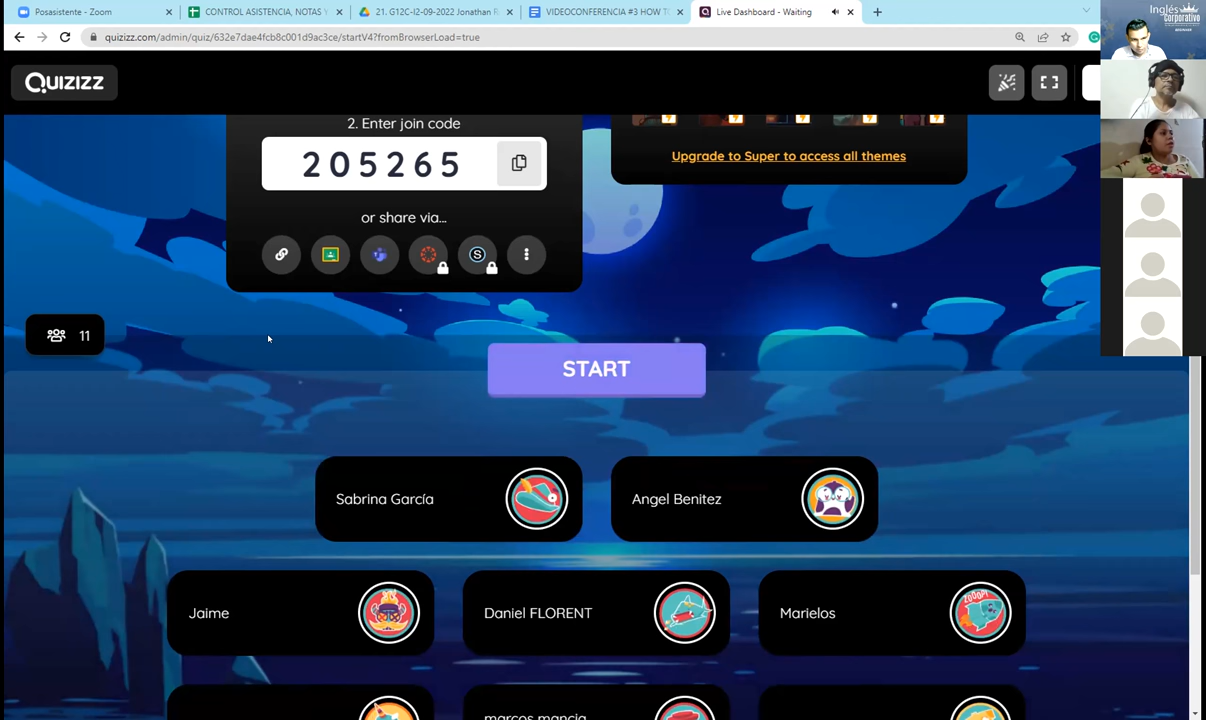 Posasistente - Zoom
CONTROL ASISTENCIA, NOTAS Y
21. G12C-I2-09-2022 Jonathan R
VIDEOCONFERENCIA #3 HOW T
Live Dashboard - Waiting
quizizz.com/admin/quiz/632e7dae4fcb8c001d9ac3ce/startV4?fromBrowserLoad=true
Inglés
Corporativo
QUIZIZZ
2. Enter join code
205265
Upgrade to Super to access all themes
or share via...
S
11
START
Sabrina García
Angel Benitez
Jaime
Daniel FLORENT
Marielos
ZOOOP!
marcos mancia